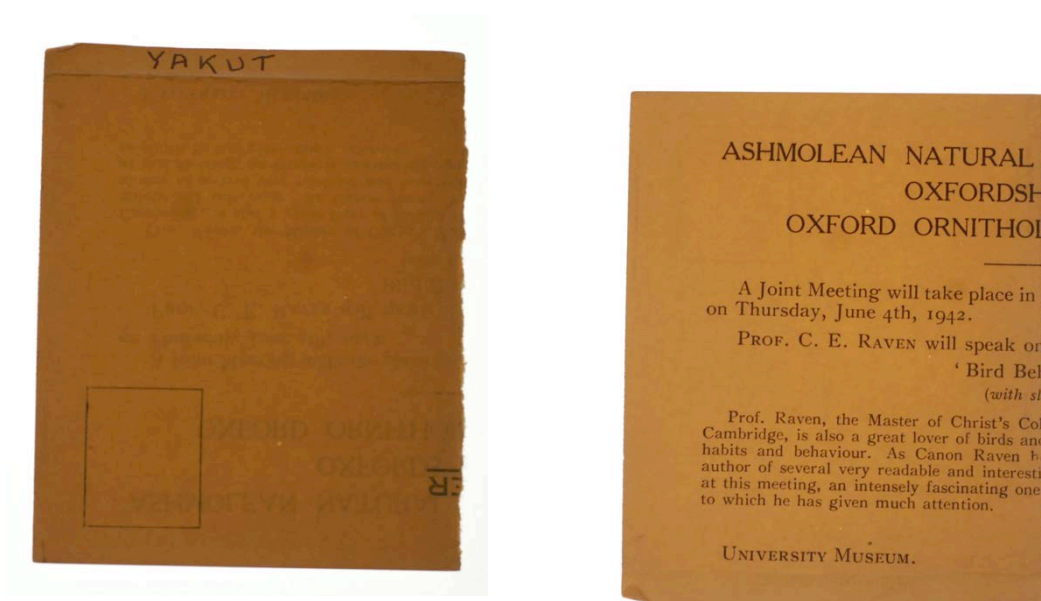 YAKUT
ER
ASHMOLEAN NATURAL
OXFORDSH
OXFORD ORNITHOL
A Joint Meeting will take place in
on Thursday, June 4th, 1942.
PROF. C. E. RAVEN will speak on
‘ Bird Beh
(with sl
Prof. Raven, the Master of Christ's Col
Cambridge, is also a great lover of birds and
habits and behaviour. As Canon Raven h
author of several very readable and interesti
at this meeting, an intensely fascinating one
to which he has given much attention.
UNIVERSITY MUSEUM.